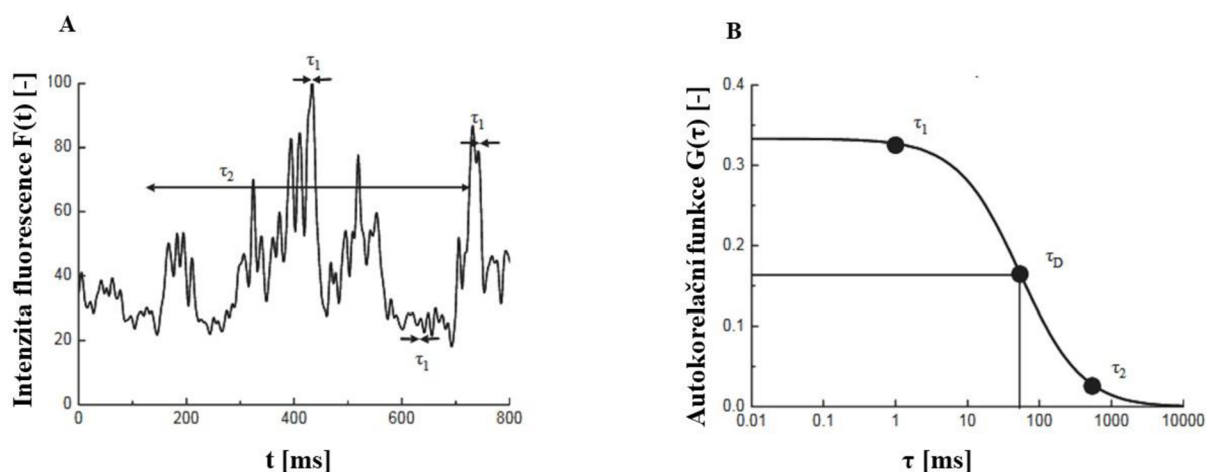 A
Intenzita fluorescence F(t) [-]
100
80
60
40
20
0
τ1
τ1
τ2
τ1
0
200
400
600
800
t [ms]
B
Autokorelační funkce G(τ) [-]
0.4
0.3
0.2
0.1
0.0
τ1
τD
τ2
0.01
0.1
1
10
100
1000
10000
τ [ms]